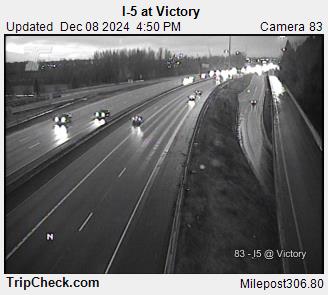 I-5 at Victory
Updated  Dec 08 2024  4:50 PM
Camera 83
N
83 - I5 @ Victory
TripCheck.com
Milepost306.80